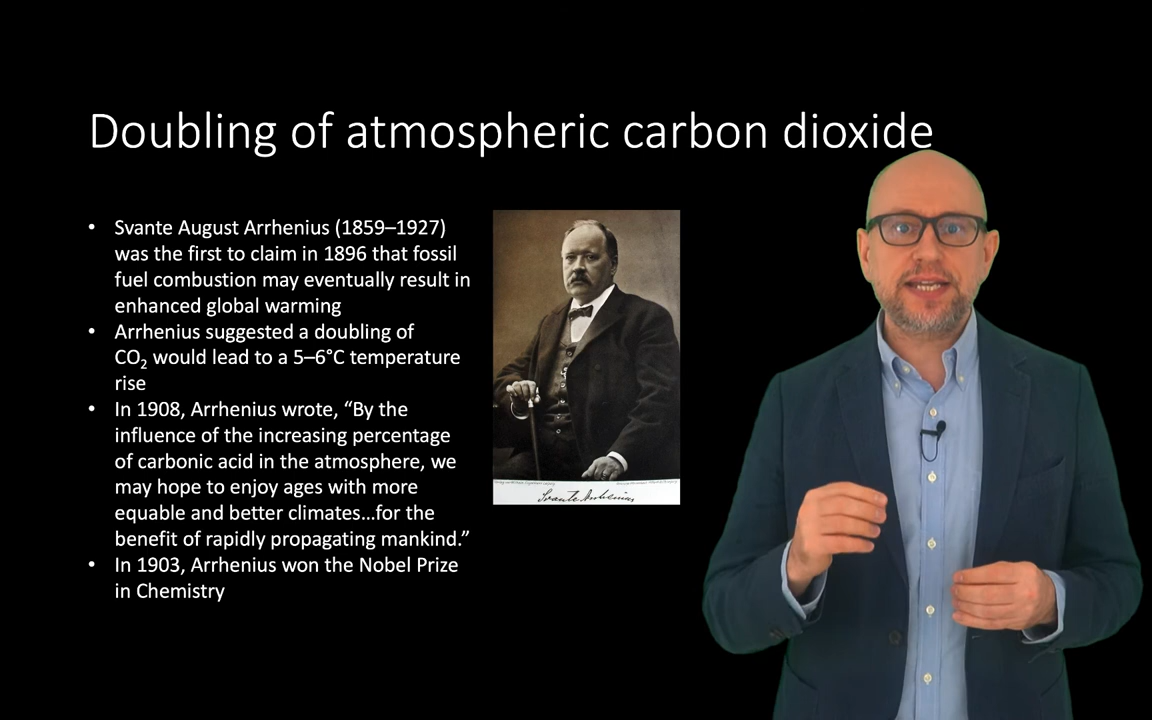 Doubling of atmospheric carbon dioxide
• Svante August Arrhenius (1859–1927)
was the first to claim in 1896 that fossil
fuel combustion may eventually result in
enhanced global warming
• Arrhenius suggested a doubling of
CO₂ would lead to a 5–6°C temperature
rise
• In 1908, Arrhenius wrote, “By the
influence of the increasing percentage
of carbonic acid in the atmosphere, we
may hope to enjoy ages with more
equable and better climates…for the
benefit of rapidly propagating mankind.”
• In 1903, Arrhenius won the Nobel Prize
in Chemistry
Svante Arrhenius